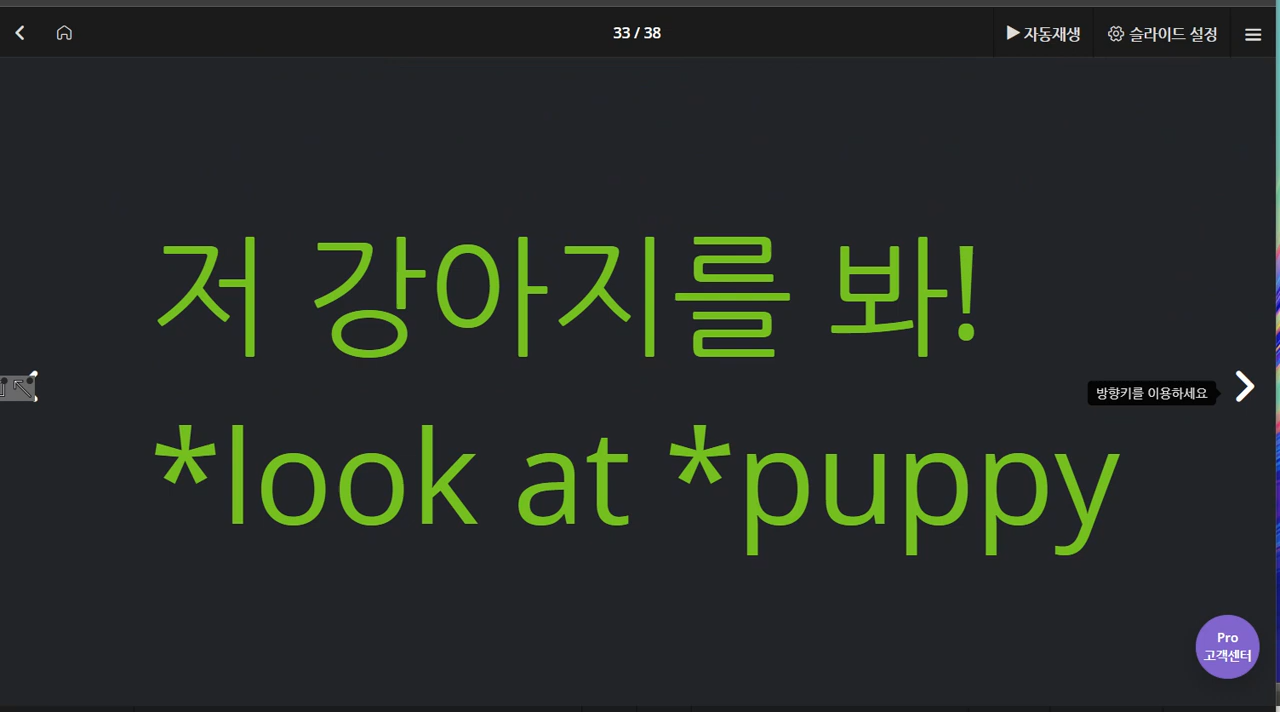 33 / 38
자동재생
슬라이드 설정
저 강아지를 봐!
방향키를 이용하세요
*look at *puppy
Pro
고객센터